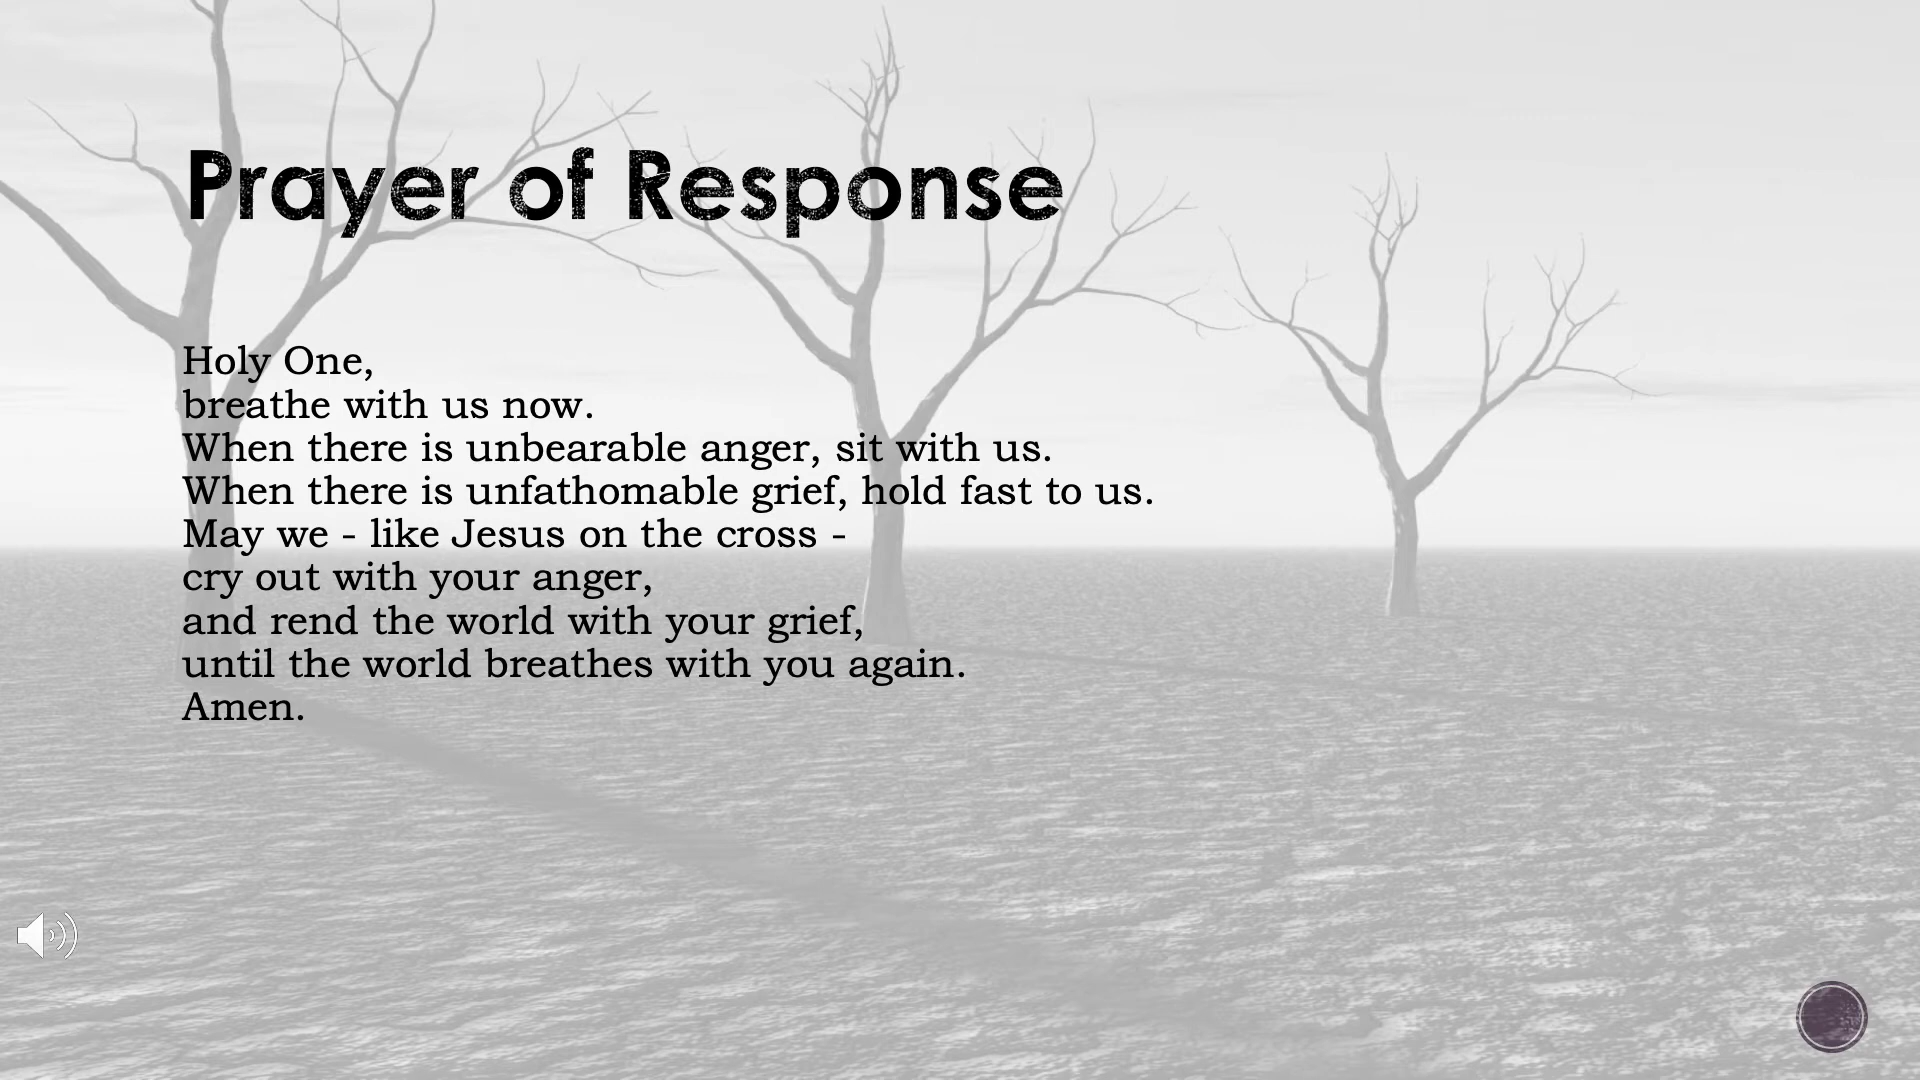 Prayer of Response
Holy One,
breathe with us now.
When there is unbearable anger, sit with us.
When there is unfathomable grief, hold fast to us.
May we - like Jesus on the cross -
cry out with your anger,
and rend the world with your grief,
until the world breathes with you again.
Amen.